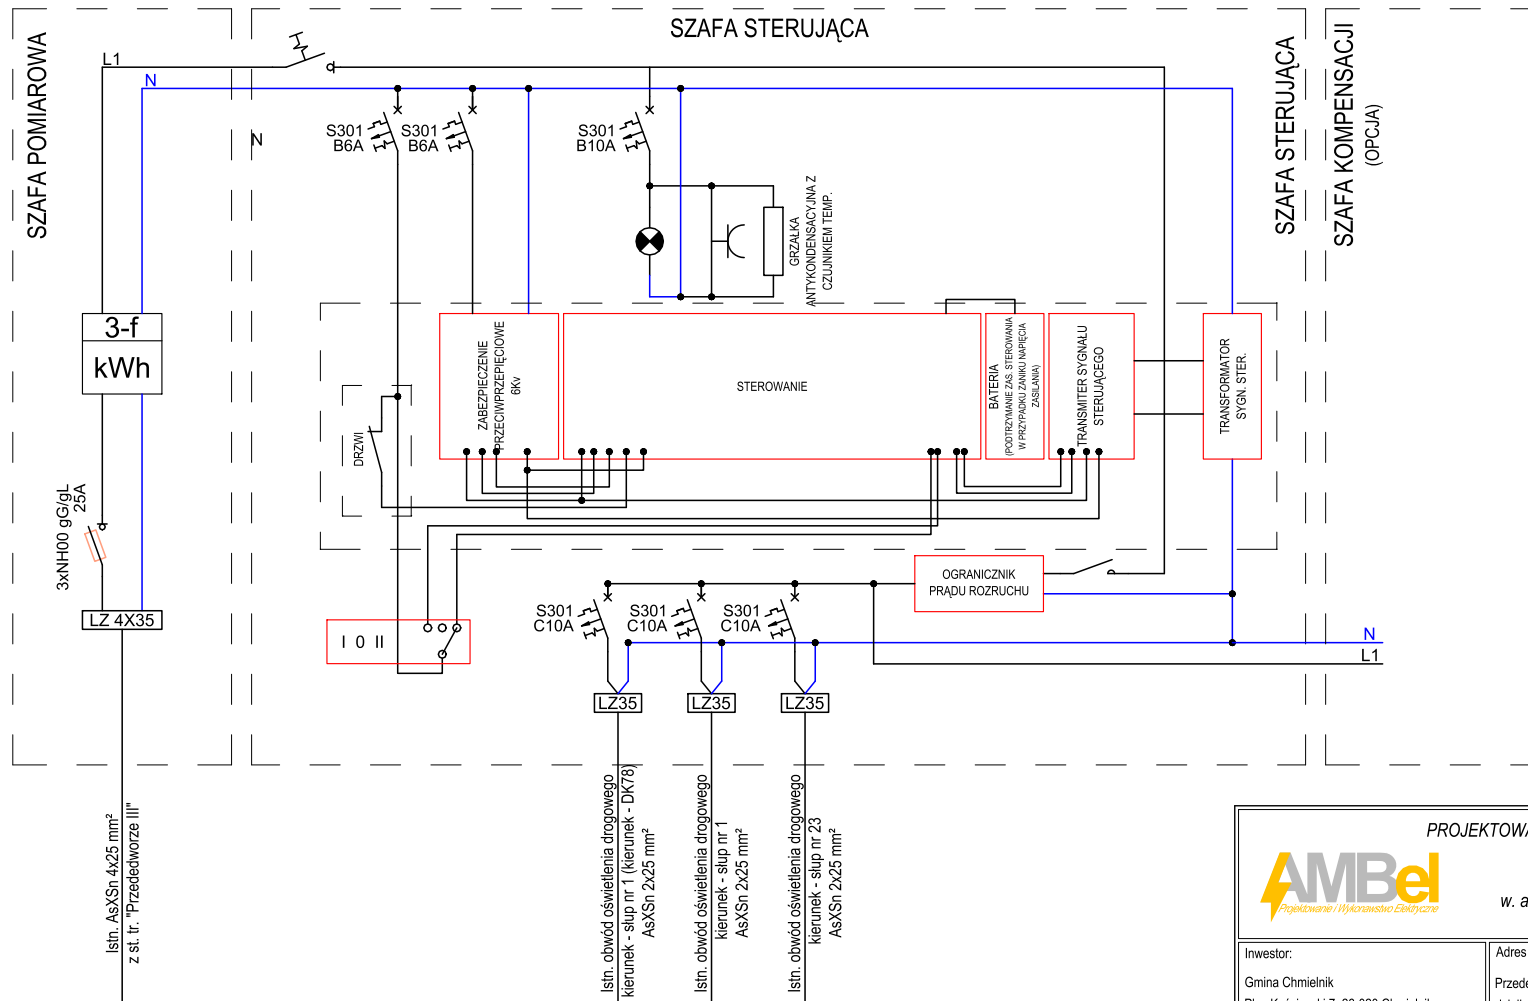 SZAFA STERUJĄCA
SZAFA POMIAROWA
SZAFA STERUJĄCA
SZAFA KOMPENSACJI
(OPCJA)
L1
N
N
S301
B6A
S301
B6A
S301
B10A
GRZAŁKA
ANTYKONDENSACYJNA Z
CZUJNIKIEM TEMP.
3-f
kWh
ZABEZPIECZENIE
PRZECIWPRZEPIĘCIOWE
6Kv
STEROWANIE
BATERIA
(PODTRZYMANIE ZAS. STEROWANIA
W PRZYPADKU ZANIKU NAPIĘCIA
ZASILANIA)
TRANSMITER SYGNAŁU
STERUJĄCEGO
TRANSFORMATOR
SYGN. STER.
DRZWI
3xNH00 gG/gL
25A
LZ 4X35
I 0 II
OGRANICZNIK
PRĄDU ROZRUCHU
S301
C10A
S301
C10A
S301
C10A
N
L1
LZ35
LZ35
LZ35
Istn. AsXSn 4x25 mm²
z st. tr. "Przededworze III"
Istn. obwód oświetlenia drogowego
kierunek - słup nr 1 (kierunek - DK78)
AsXSn 2x25 mm²
Istn. obwód oświetlenia drogowego
kierunek - słup nr 1
AsXSn 2x25 mm²
Istn. obwód oświetlenia drogowego
kierunek - słup nr 23
AsXSn 2x25 mm²
PROJEKTOWA
AMBel
Projektowanie i Wykonawstwo Elektryczne
w. a
Inwestor:
Adres
Gmina Chmielnik
Przede